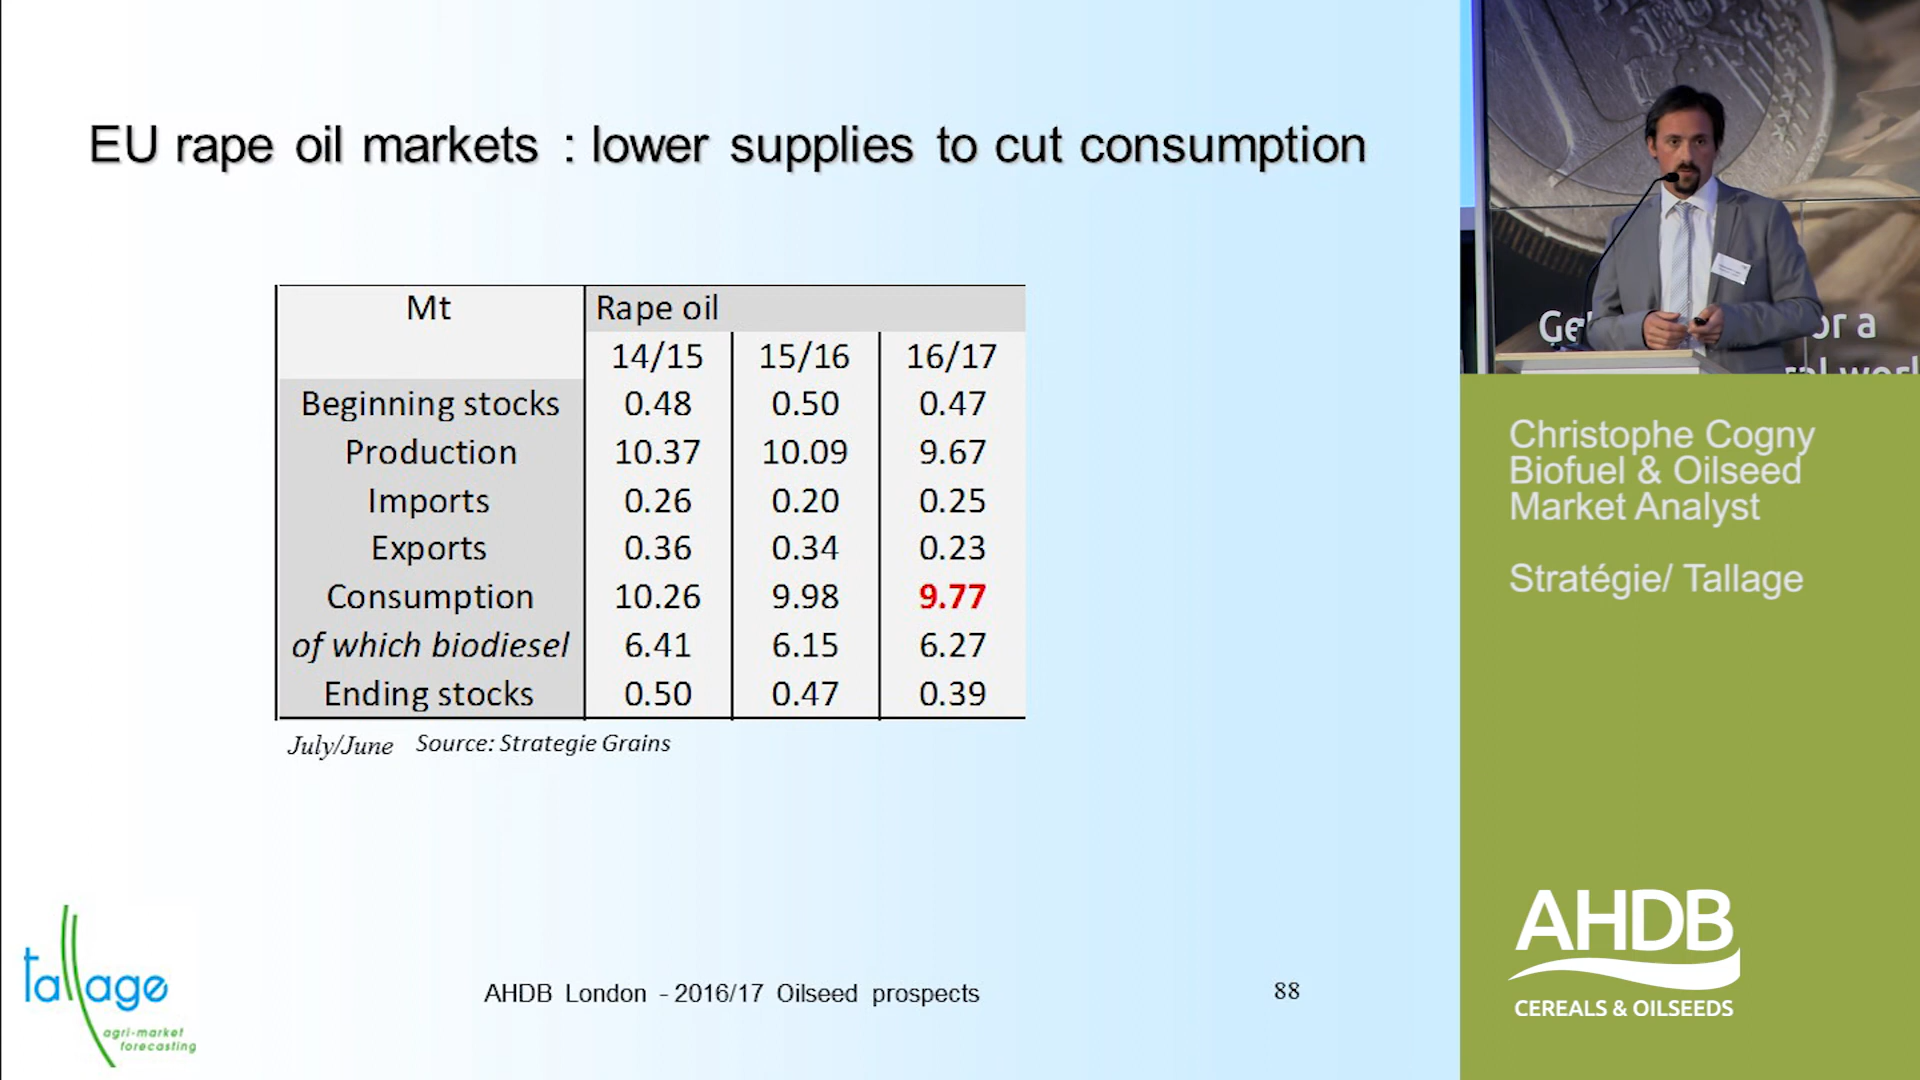 EU rape oil markets : lower supplies to cut consumption
Mt Rape oil
14/15 15/16 16/17
Beginning stocks 0.48 0.50 0.47
Production 10.37 10.09 9.67
Imports 0.26 0.20 0.25
Exports 0.36 0.34 0.23
Consumption 10.26 9.98 9.77
of which biodiesel 6.41 6.15 6.27
Ending stocks 0.50 0.47 0.39
July/June Source: Strategie Grains
tallage
agri-market
forecasting
AHDB London - 2016/17 Oilseed prospects
88
or a
Christophe Cogny
Biofuel & Oilseed
Market Analyst
Stratégie/ Tallage
AHDB
CEREALS & OILSEEDS